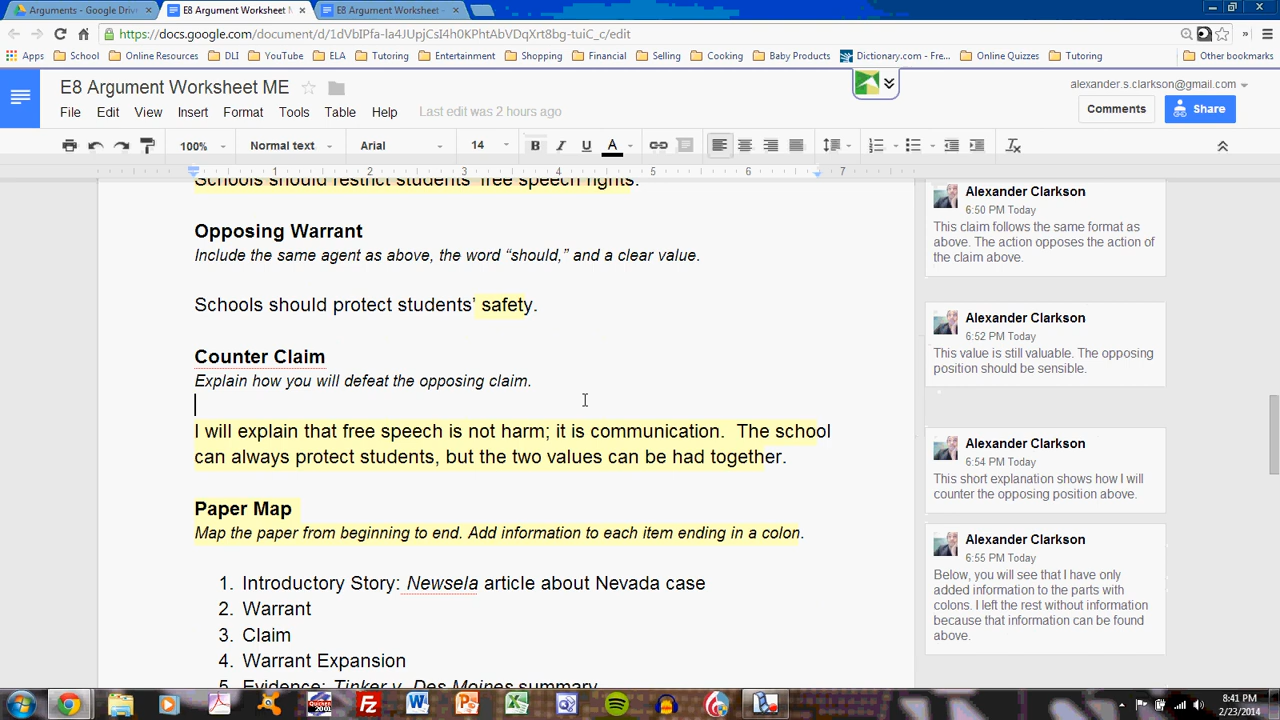 Arguments - Google Drive
E8 Argument Worksheet M
E8 Argument Worksheet -
https://docs.google.com/document/d/1dVbIPfa-la4JUpjCsI4h0KPhtAbVDqXrt8bg-tuiC_c/edit
Apps School Online Resources DLI YouTube ELA Tutoring Entertainment Shopping Financial Selling Cooking Baby Products Dictionary.com - Fre... Online Quizzes Tutoring Other bookmarks
E8 Argument Worksheet ME
alexander.s.clarkson@gmail.com
File Edit View Insert Format Tools Table Help Last edit was 2 hours ago
Comments Share
100% Normal text Arial 14 B I U A
1 2 3 4 5 6 7
Schools should restrict students' free speech rights.
Opposing Warrant
Include the same agent as above, the word “should,” and a clear value.
Schools should protect students’ safety.
Counter Claim
Explain how you will defeat the opposing claim.
I will explain that free speech is not harm; it is communication. The school
can always protect students, but the two values can be had together.
Paper Map
Map the paper from beginning to end. Add information to each item ending in a colon.
1. Introductory Story: Newsela article about Nevada case
2. Warrant
3. Claim
4. Warrant Expansion
5. Evidence: Tinker v. Des Moines summary
Alexander Clarkson
6:50 PM Today
This claim follows the same format as
above. The action opposes the action of
the claim above.
Alexander Clarkson
6:52 PM Today
This value is still valuable. The opposing
position should be sensible.
Alexander Clarkson
6:54 PM Today
This short explanation shows how I will
counter the opposing position above.
Alexander Clarkson
6:55 PM Today
Below, you will see that I have only
added information to the parts with
colons. I left the rest without information
because that information can be found
above.
8:41 PM
2/23/2014